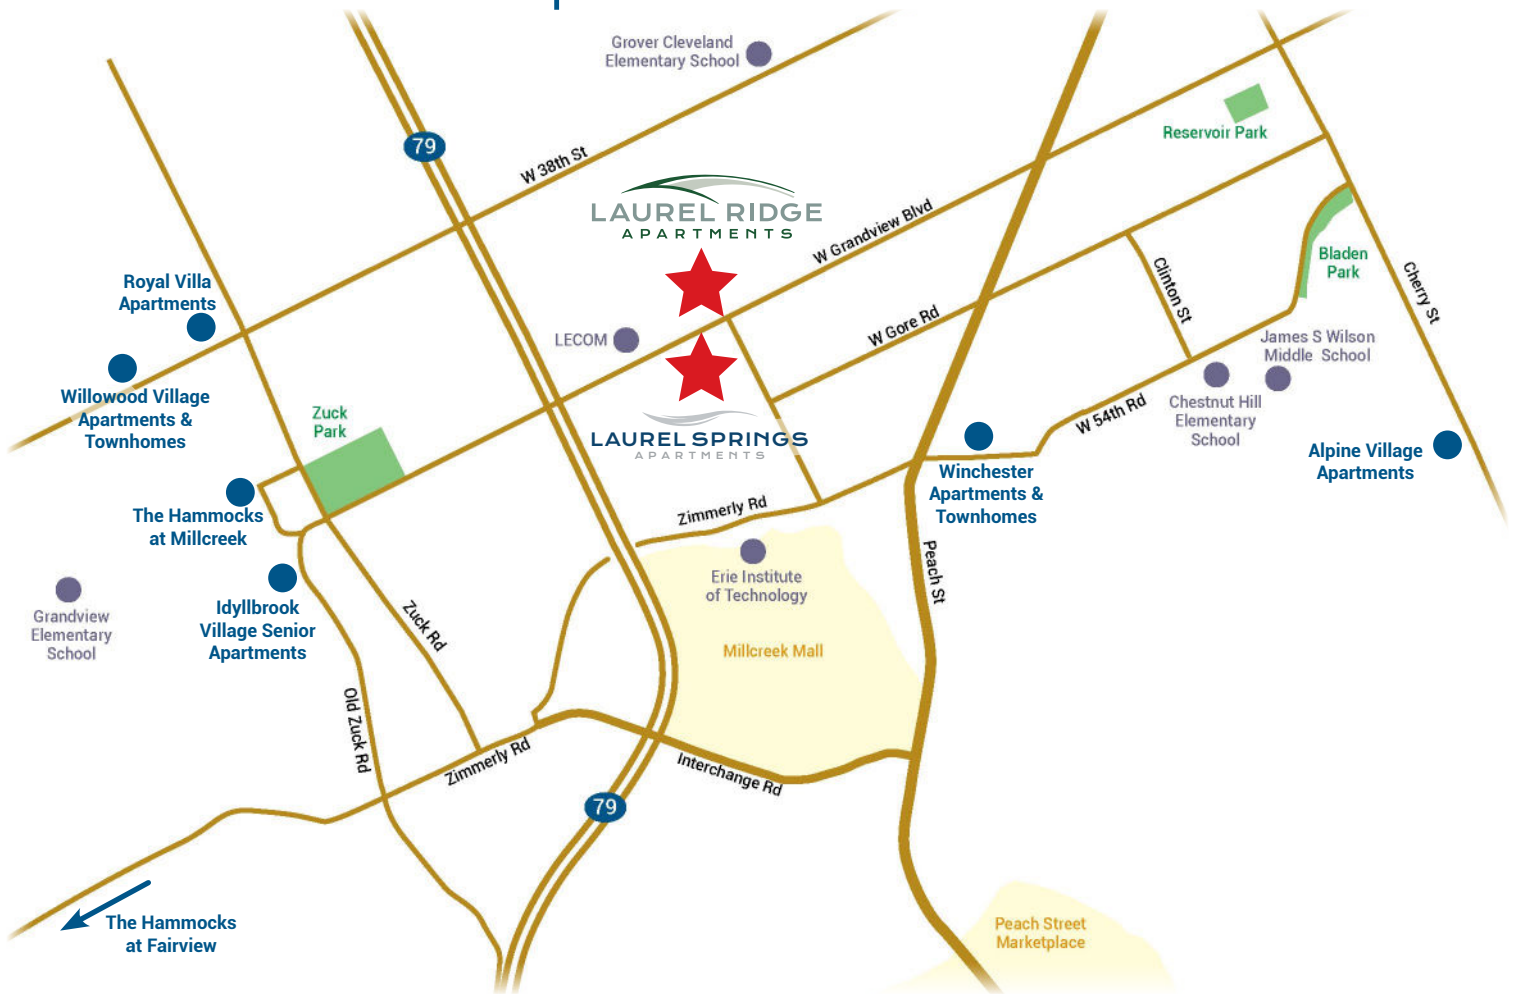 Grover Cleveland
Elementary School
79
W 38th St
Reservoir Park
LAUREL RIDGE
APARTMENTS
W Grandview Blvd
Bladen
Park
Cherry St
Clinton St
Royal Villa
Apartments
LECOM
W Gore Rd
James S Wilson
Middle School
Willowood Village
Apartments &
Townhomes
Zuck
Park
LAUREL SPRINGS
APARTMENTS
W 54th Rd
Chestnut Hill
Elementary
School
Alpine Village
Apartments
Winchester
Apartments &
Townhomes
The Hammocks
at Millcreek
Zimmerly Rd
Peach St
Erie Institute
of Technology
Grandview
Elementary
School
Idyllbrook
Village Senior
Apartments
Zuck Rd
Millcreek Mall
Old Zuck Rd
Zimmerly Rd
Interchange Rd
79
The Hammocks
at Fairview
Peach Street
Marketplace